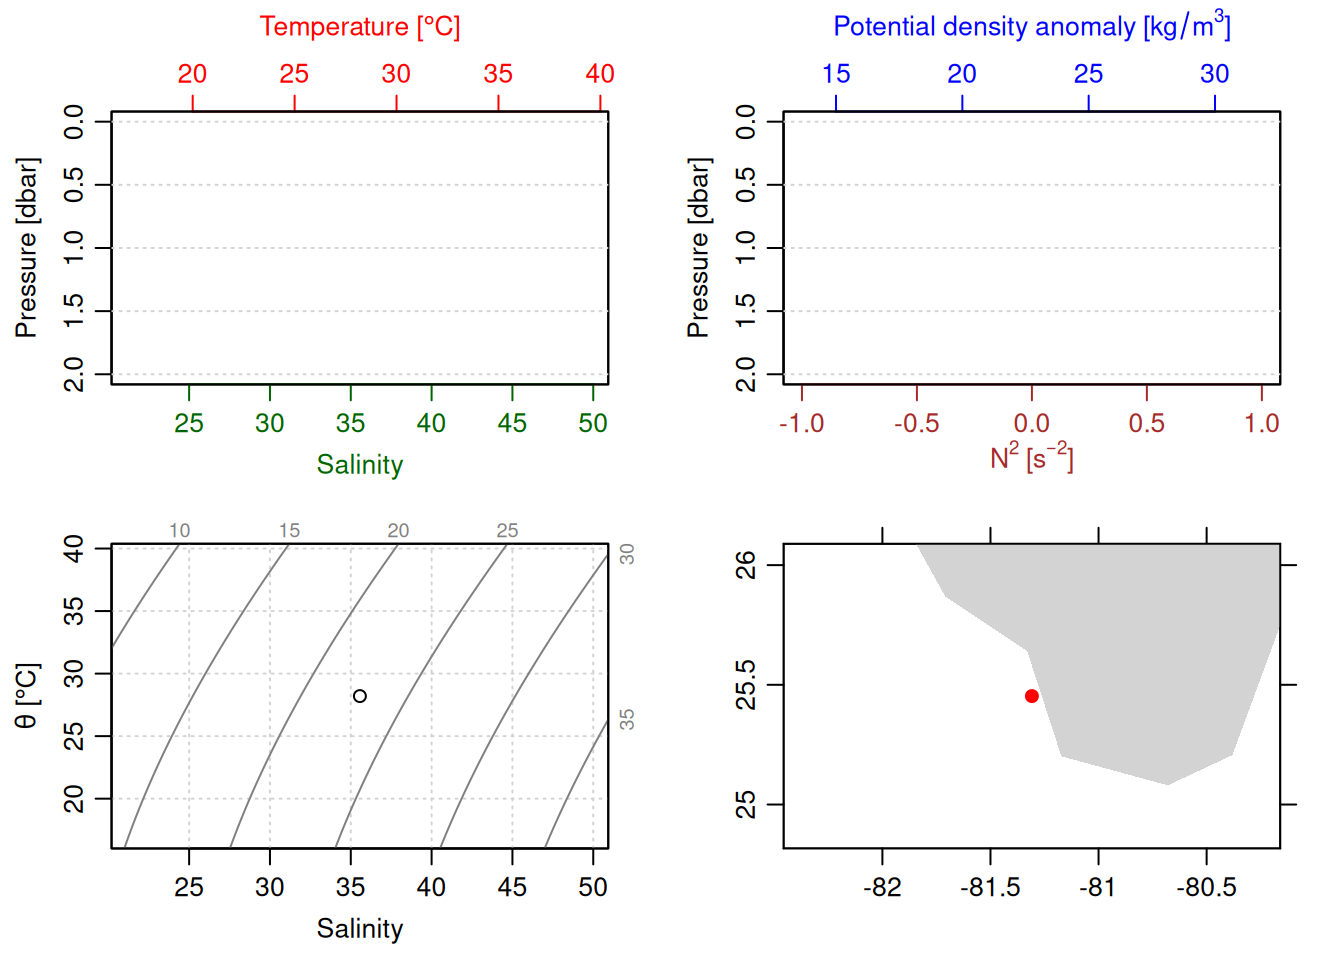 Temperature [°C]
20 25 30 35 40
Pressure [dbar]
0.0
0.5
1.0
1.5
2.0
25 30 35 40 45 50
Salinity
Potential density anomaly [kg/m³]
15 20 25 30
Pressure [dbar]
0.0
0.5
1.0
1.5
2.0
-1.0 -0.5 0.0 0.5 1.0
N² [s⁻²]
10 15 20 25
30
35
θ [°C]
40
35
30
25
20
25 30 35 40 45 50
Salinity
26
25.5
25
-82 -81.5 -81 -80.5